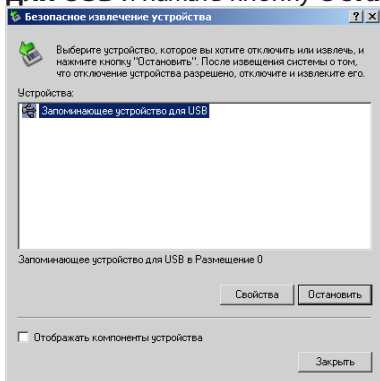 для USB и нажать кнопку Оста
Безопасное извлечение устройства
Выберите устройство, которое вы хотите отключить или извлечь, и
нажмите кнопку "Остановить". После извещения системы о том,
что отключение устройства разрешено, отключите и извлеките его.
Устройства:
Запоминающее устройство для USB
Запоминающее устройство для USB в Размещение 0
Свойства Остановить
Отображать компоненты устройства
Закрыть